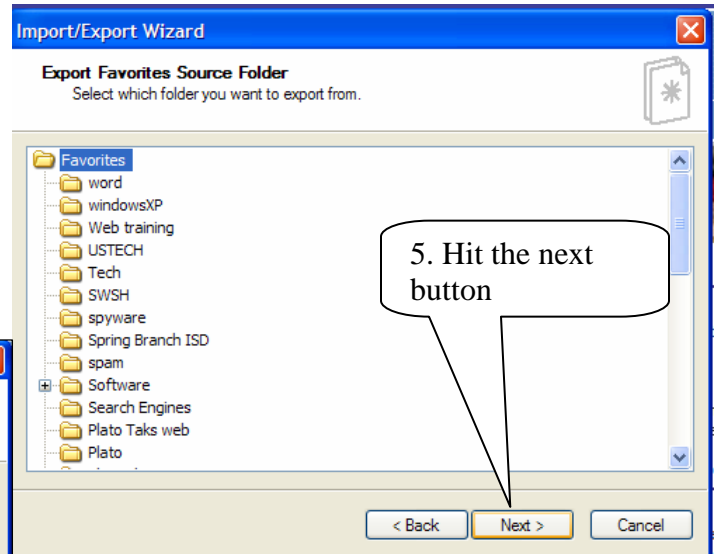 Import/Export Wizard
Export Favorites Source Folder
Select which folder you want to export from.
Favorites
word
windowsXP
Web training
USTECH
Tech
SWSH
spyware
Spring Branch ISD
spam
Software
Search Engines
Plato Taks web
Plato
5. Hit the next
button
< Back
Next >
Cancel